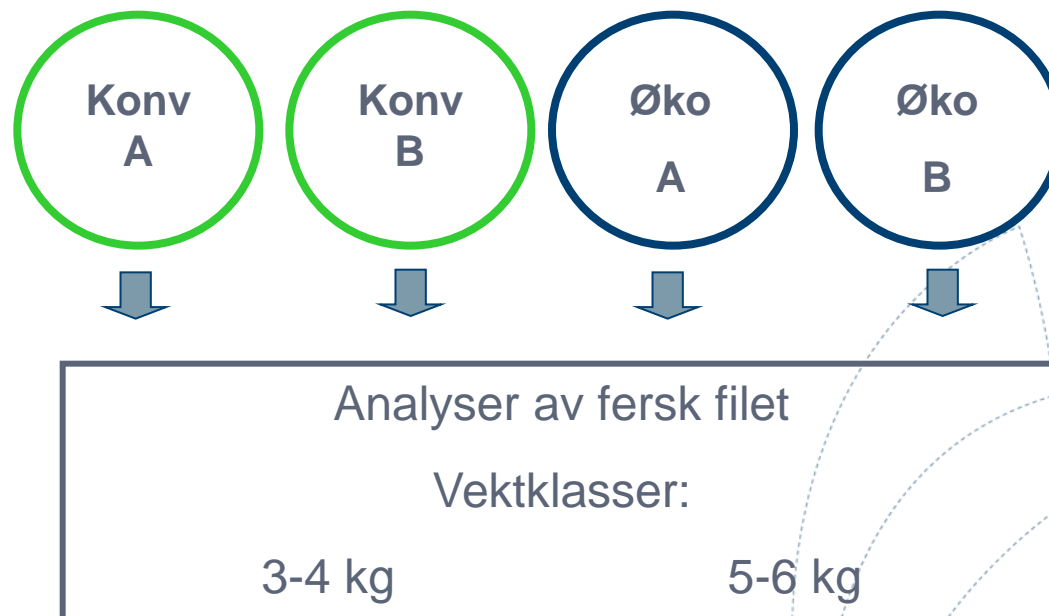 Konv
A
Konv
B
Øko
A
Øko
B
Analyser av fersk filet
Vektklasser:
3-4 kg 5-6 kg